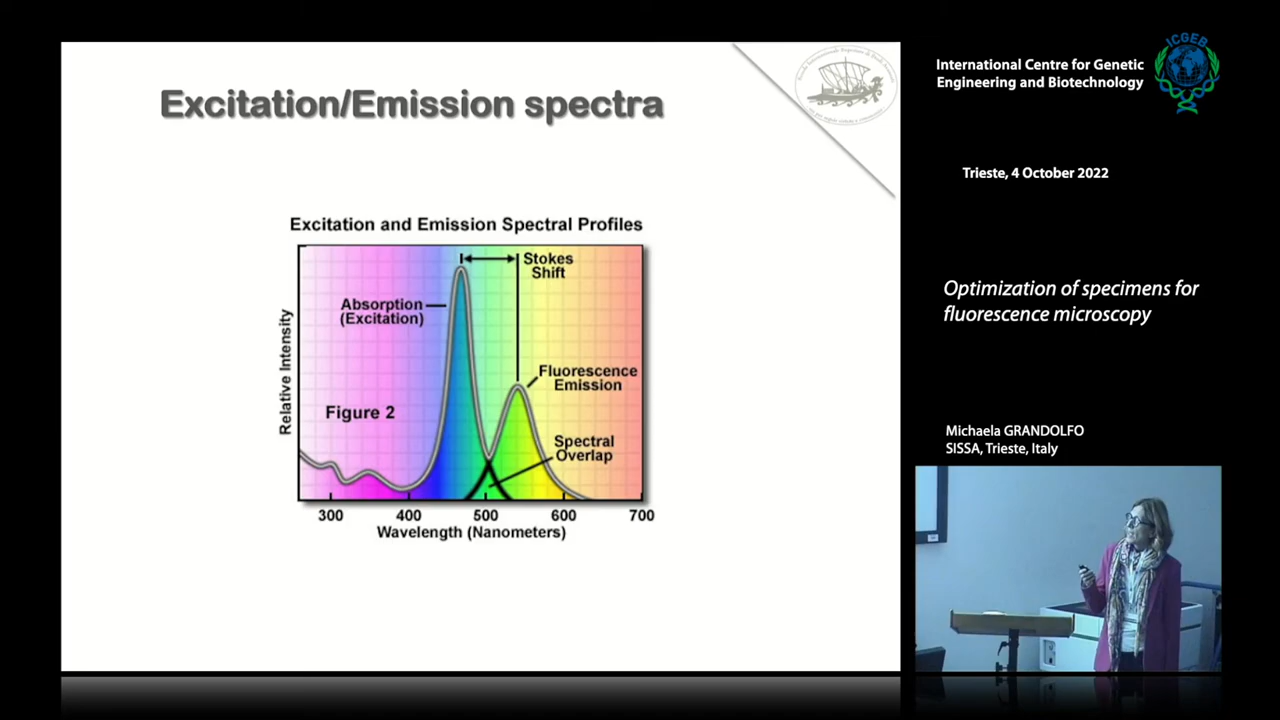 Excitation/Emission spectra
Excitation and Emission Spectral Profiles
Stokes
Shift
Absorption
(Excitation)
Fluorescence
Emission
Figure 2
Spectral
Overlap
Relative Intensity
300 400 500 600 700
Wavelength (Nanometers)
International Centre for Genetic
Engineering and Biotechnology
ICGEB
Trieste, 4 October 2022
Optimization of specimens for
fluorescence microscopy
Michaela GRANDOLFO
SISSA, Trieste, Italy